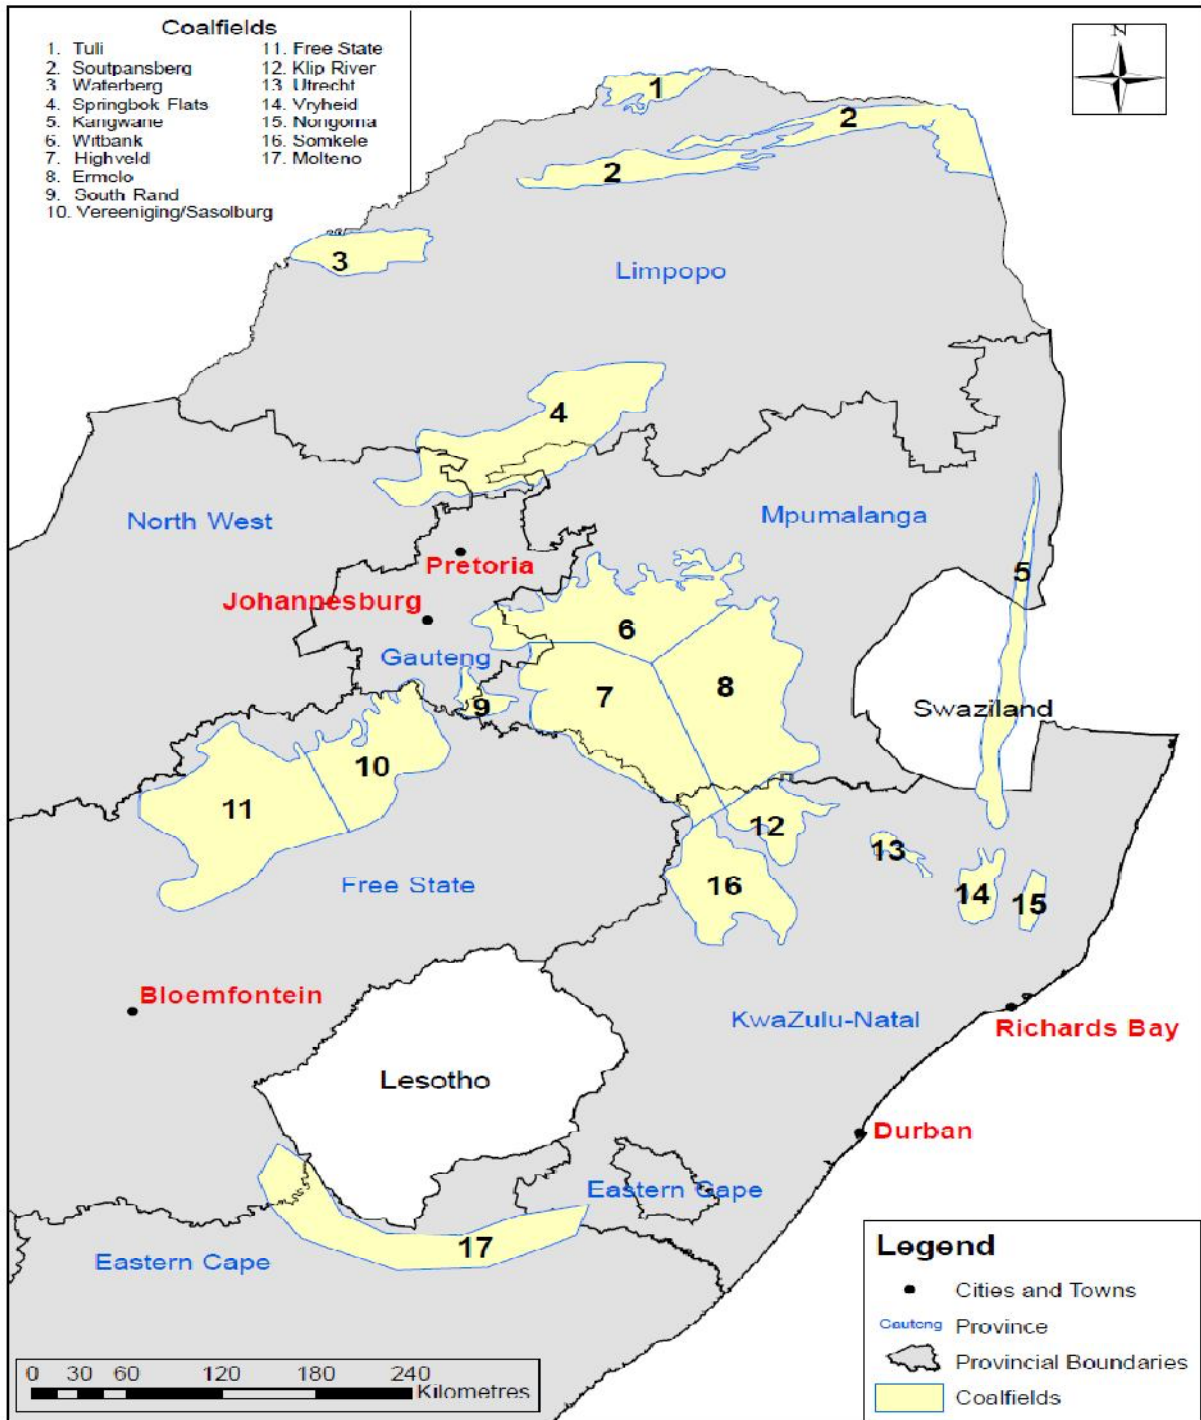 Coalfields
1. Tuli
2. Soutpansberg
3. Waterberg
4. Springbok Flats
5. Kangwane
6. Witbank
7. Highveld
8. Ermelo
9. South Rand
10. Vereeniging/Sasolburg
11. Free State
12. Klip River
13. Utrecht
14. Vryheid
15. Nongoma
16. Somkele
17. Molteno
N
1
2
2
3
Limpopo
4
North West
Mpumalanga
Pretoria
5
Johannesburg
6
Gauteng
7
8
9
Swaziland
10
11
12
13
Free State
16
14
15
Bloemfontein
KwaZulu-Natal
Richards Bay
Lesotho
Durban
Eastern Cape
17
Eastern Cape
Legend
Cities and Towns
Gauteng Province
Provincial Boundaries
Coalfields
0 30 60 120 180 240
Kilometres